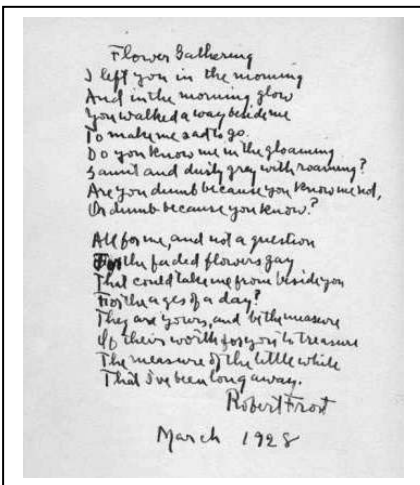 Flower Gathering
I left you in the morning
And in the morning glow
You walked a way beside me
To make me sad to go.
Do you know me in the gloaming
Gaunt and dusty grey with roaming?
Are you dumb because you know me not,
Or dumb because you know?
All for me, and not a question
For the faded flowers gay
That could take me from beside you
For the ages of a day?
They are yours, and be the measure
Of their worth for you to treasure
The measure of the little while
That I've been long away.
Robert Frost
March 1928